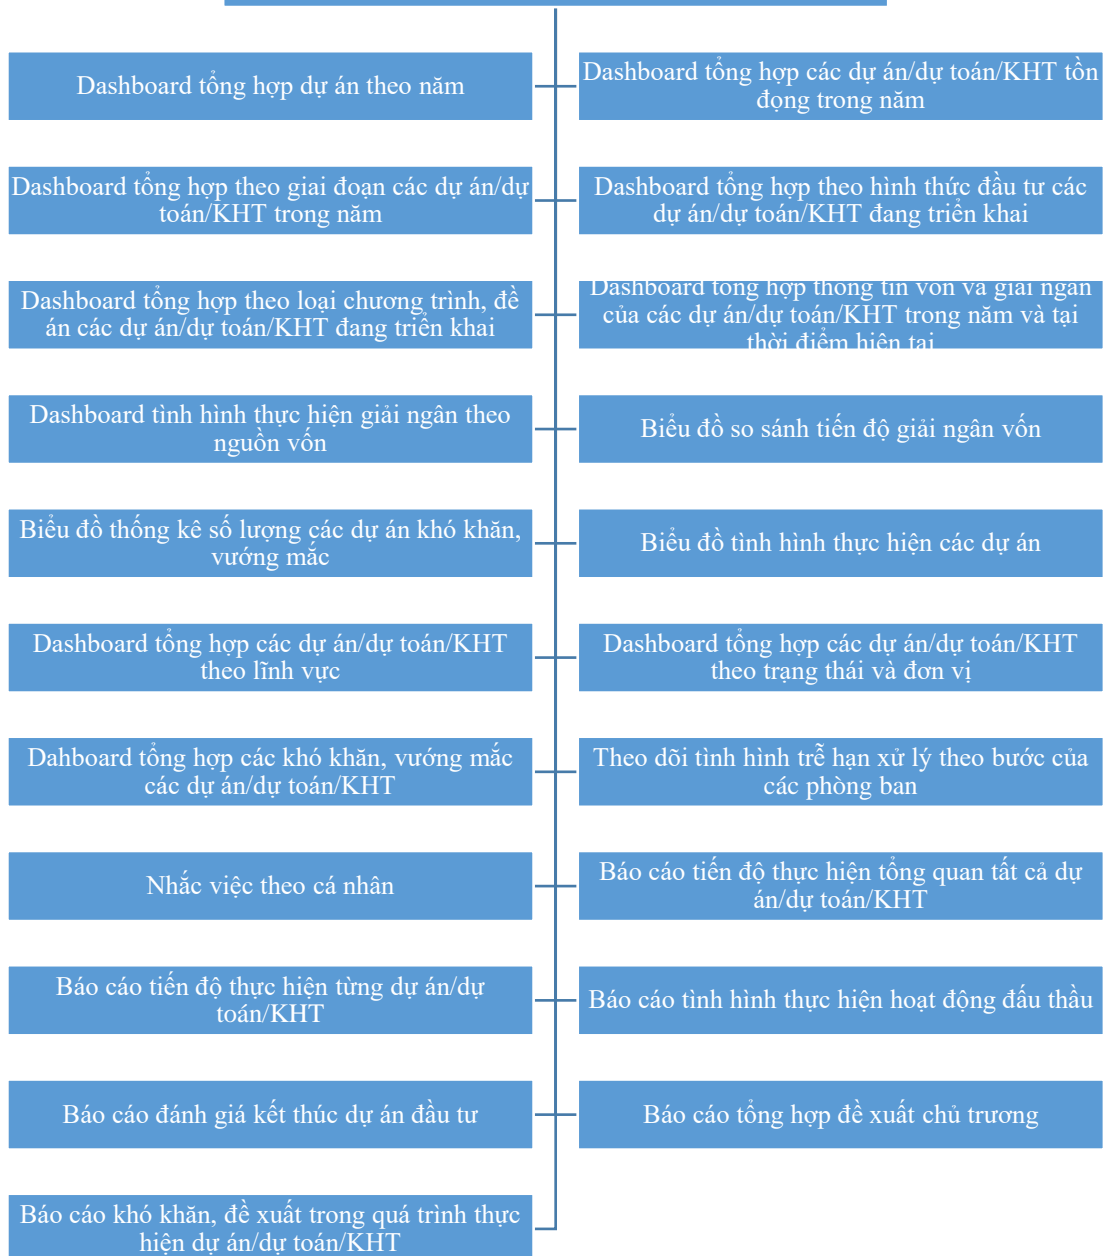 Dashboard tổng hợp dự án theo năm
Dashboard tổng hợp các dự án/dự toán/KHT tồn
đọng trong năm
Dashboard tổng hợp theo giai đoạn các dự án/dự
toán/KHT trong năm
Dashboard tổng hợp theo hình thức đầu tư các
dự án/dự toán/KHT đang triển khai
Dashboard tổng hợp theo loại chương trình, đề
án các dự án/dự toán/KHT đang triển khai
Dashboard tổng hợp thông tin vốn và giải ngân
của các dự án/dự toán/KHT trong năm và tại
thời điểm hiện tại
Dashboard tình hình thực hiện giải ngân theo
nguồn vốn
Biểu đồ so sánh tiến độ giải ngân vốn
Biểu đồ thống kê số lượng các dự án khó khăn,
vướng mắc
Biểu đồ tình hình thực hiện các dự án
Dashboard tổng hợp các dự án/dự toán/KHT
theo lĩnh vực
Dashboard tổng hợp các dự án/dự toán/KHT
theo trạng thái và đơn vị
Dahboard tổng hợp các khó khăn, vướng mắc
các dự án/dự toán/KHT
Theo dõi tình hình trễ hạn xử lý theo bước của
các phòng ban
Nhắc việc theo cá nhân
Báo cáo tiến độ thực hiện tổng quan tất cả dự
án/dự toán/KHT
Báo cáo tiến độ thực hiện từng dự án/dự
toán/KHT
Báo cáo tình hình thực hiện hoạt động đấu thầu
Báo cáo đánh giá kết thúc dự án đầu tư
Báo cáo tổng hợp đề xuất chủ trương
Báo cáo khó khăn, đề xuất trong quá trình thực
hiện dự án/dự toán/KHT